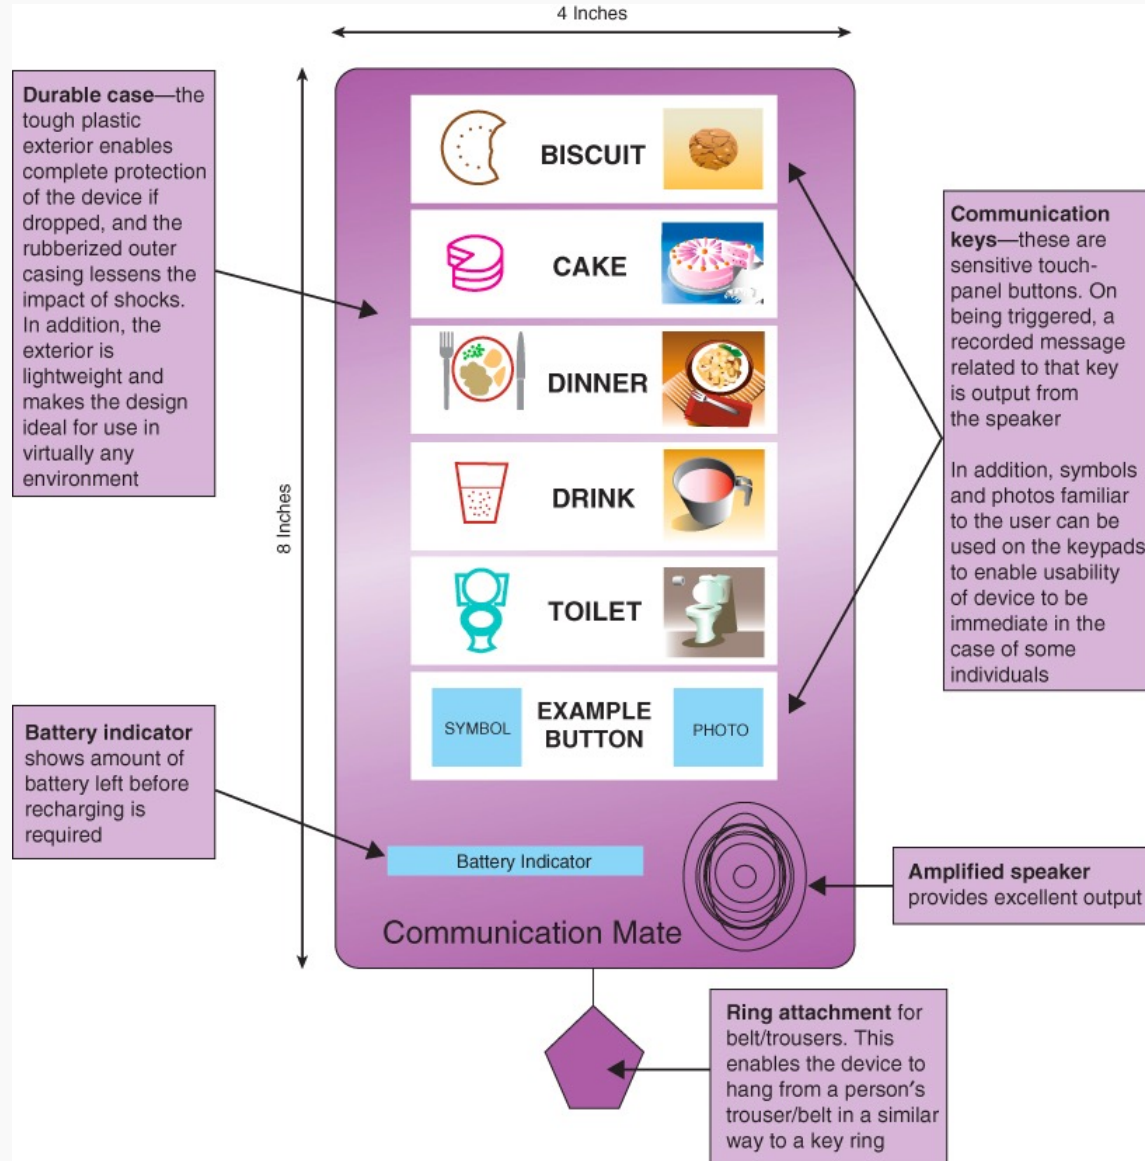 4 Inches
Durable case—the
tough plastic
exterior enables
complete protection
of the device if
dropped, and the
rubberized outer
casing lessens the
impact of shocks.
In addition, the
exterior is
lightweight and
makes the design
ideal for use in
virtually any
environment
8 Inches
BISCUIT
CAKE
DINNER
DRINK
TOILET
SYMBOL
EXAMPLE
BUTTON
PHOTO
Communication
keys—these are
sensitive touch-
panel buttons. On
being triggered, a
recorded message
related to that key
is output from
the speaker
In addition, symbols
and photos familiar
to the user can be
used on the keypads
to enable usability
of device to be
immediate in the
case of some
individuals
Battery indicator
shows amount of
battery left before
recharging is
required
Battery Indicator
Communication Mate
Amplified speaker
provides excellent output
Ring attachment for
belt/trousers. This
enables the device to
hang from a person's
trouser/belt in a similar
way to a key ring